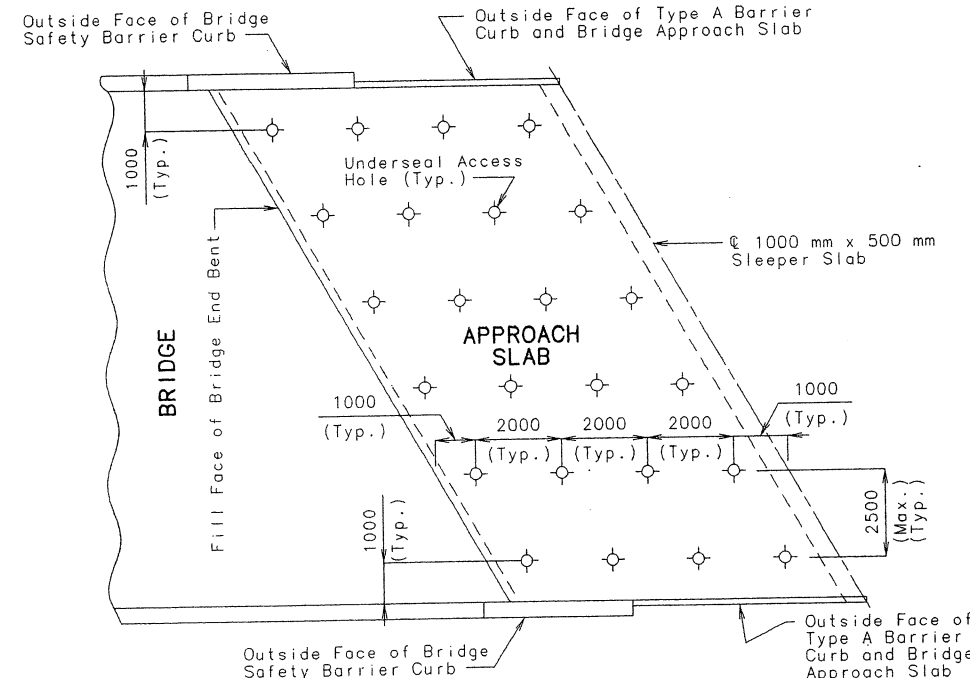 Outside Face of Bridge
Safety Barrier Curb
Outside Face of Type A Barrier
Curb and Bridge Approach Slab
1000
(Typ.)
Underseal Access
Hole (Typ.)
℄ 1000 mm x 500 mm
Sleeper Slab
BRIDGE
Fill Face of Bridge End Bent
APPROACH
SLAB
1000
(Typ.)
2000
(Typ.)
2000
(Typ.)
2000
(Typ.)
1000
(Typ.)
1000
(Typ.)
2500
(Max.)
(Typ.)
Outside Face of Bridge
Safety Barrier Curb
Outside Face of
Type A Barrier
Curb and Bridge
Approach Slab